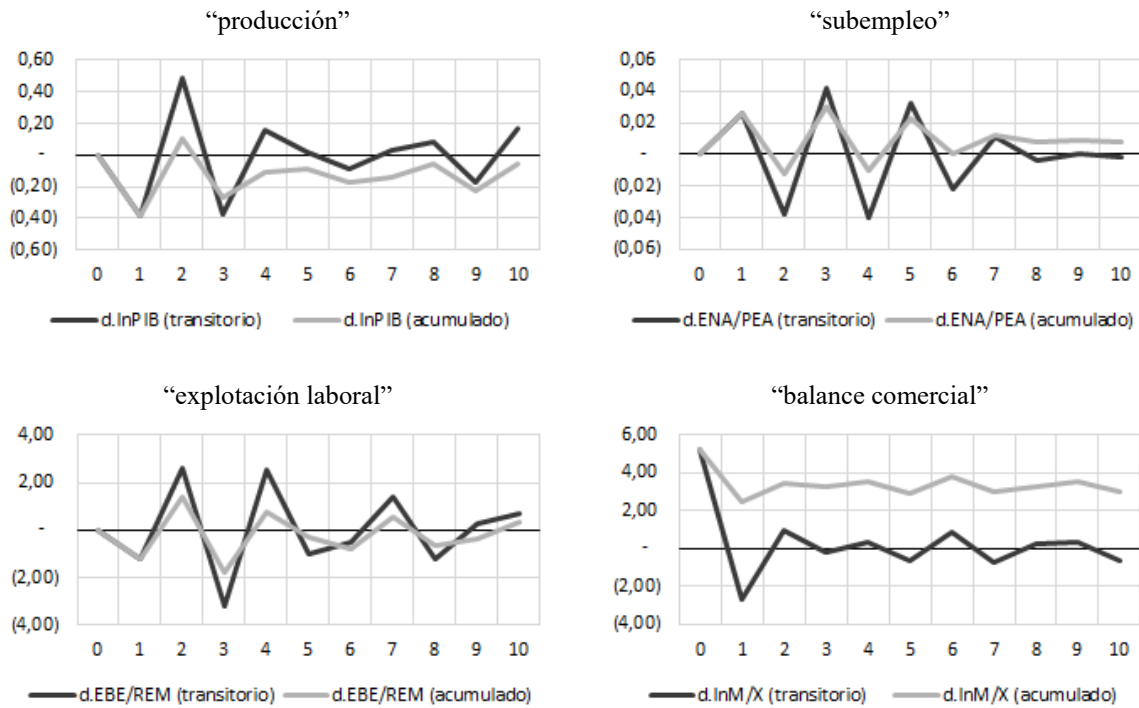 “producción”
0,60
0,40
0,20
-
(0,20)
(0,40)
(0,60)
0 1 2 3 4 5 6 7 8 9 10
d.lnPIB (transitorio) d.lnPIB (acumulado)
“subempleo”
0,06
0,04
0,02
-
(0,02)
(0,04)
(0,06)
0 1 2 3 4 5 6 7 8 9 10
d.ENA/PEA (transitorio) d.ENA/PEA (acumulado)
“explotación laboral”
4,00
2,00
-
(2,00)
(4,00)
0 1 2 3 4 5 6 7 8 9 10
d.EBE/REM (transitorio) d.EBE/REM (acumulado)
“balance comercial”
6,00
4,00
2,00
-
(2,00)
(4,00)
0 1 2 3 4 5 6 7 8 9 10
d.lnM/X (transitorio) d.lnM/X (acumulado)